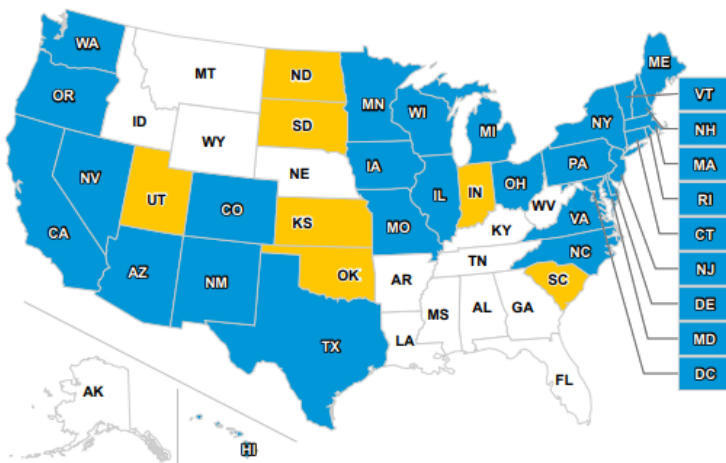 WA
ME
MT
ND
VT
OR
MN
ID
SD
WI
NY
NH
MI
WY
MA
IA
PA
NE
RI
NV
OH
IL
IN
UT
CO
WV
VA
CT
CA
KS
MO
KY
NC
NJ
TN
AZ
OK
NM
AR
SC
DE
MS
AL
GA
MD
LA
TX
DC
FL
AK
HI